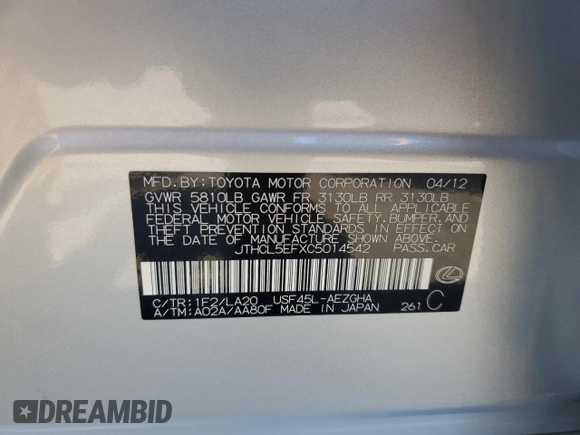 MFD.BY:TOYOTA MOTOR CORPORATION 04/12
GVWR 5810LB GAWR FR 3130LB RR 3130LB
THIS VEHICLE CONFORMS TO ALL APPLICABLE
FEDERAL MOTOR VEHICLE SAFETY,BUMPER,AND
THEFT PREVENTION STANDARDS IN EFFECT ON
THE DATE OF MANUFACTURE SHOWN ABOVE.
JTHCL5EFXC5014542 PASS.CAR
C/TR:1F2/LA20 USF45L-AEZGHA
A/TM:A02A/AA80F MADE IN JAPAN 261 C
DREAMBID